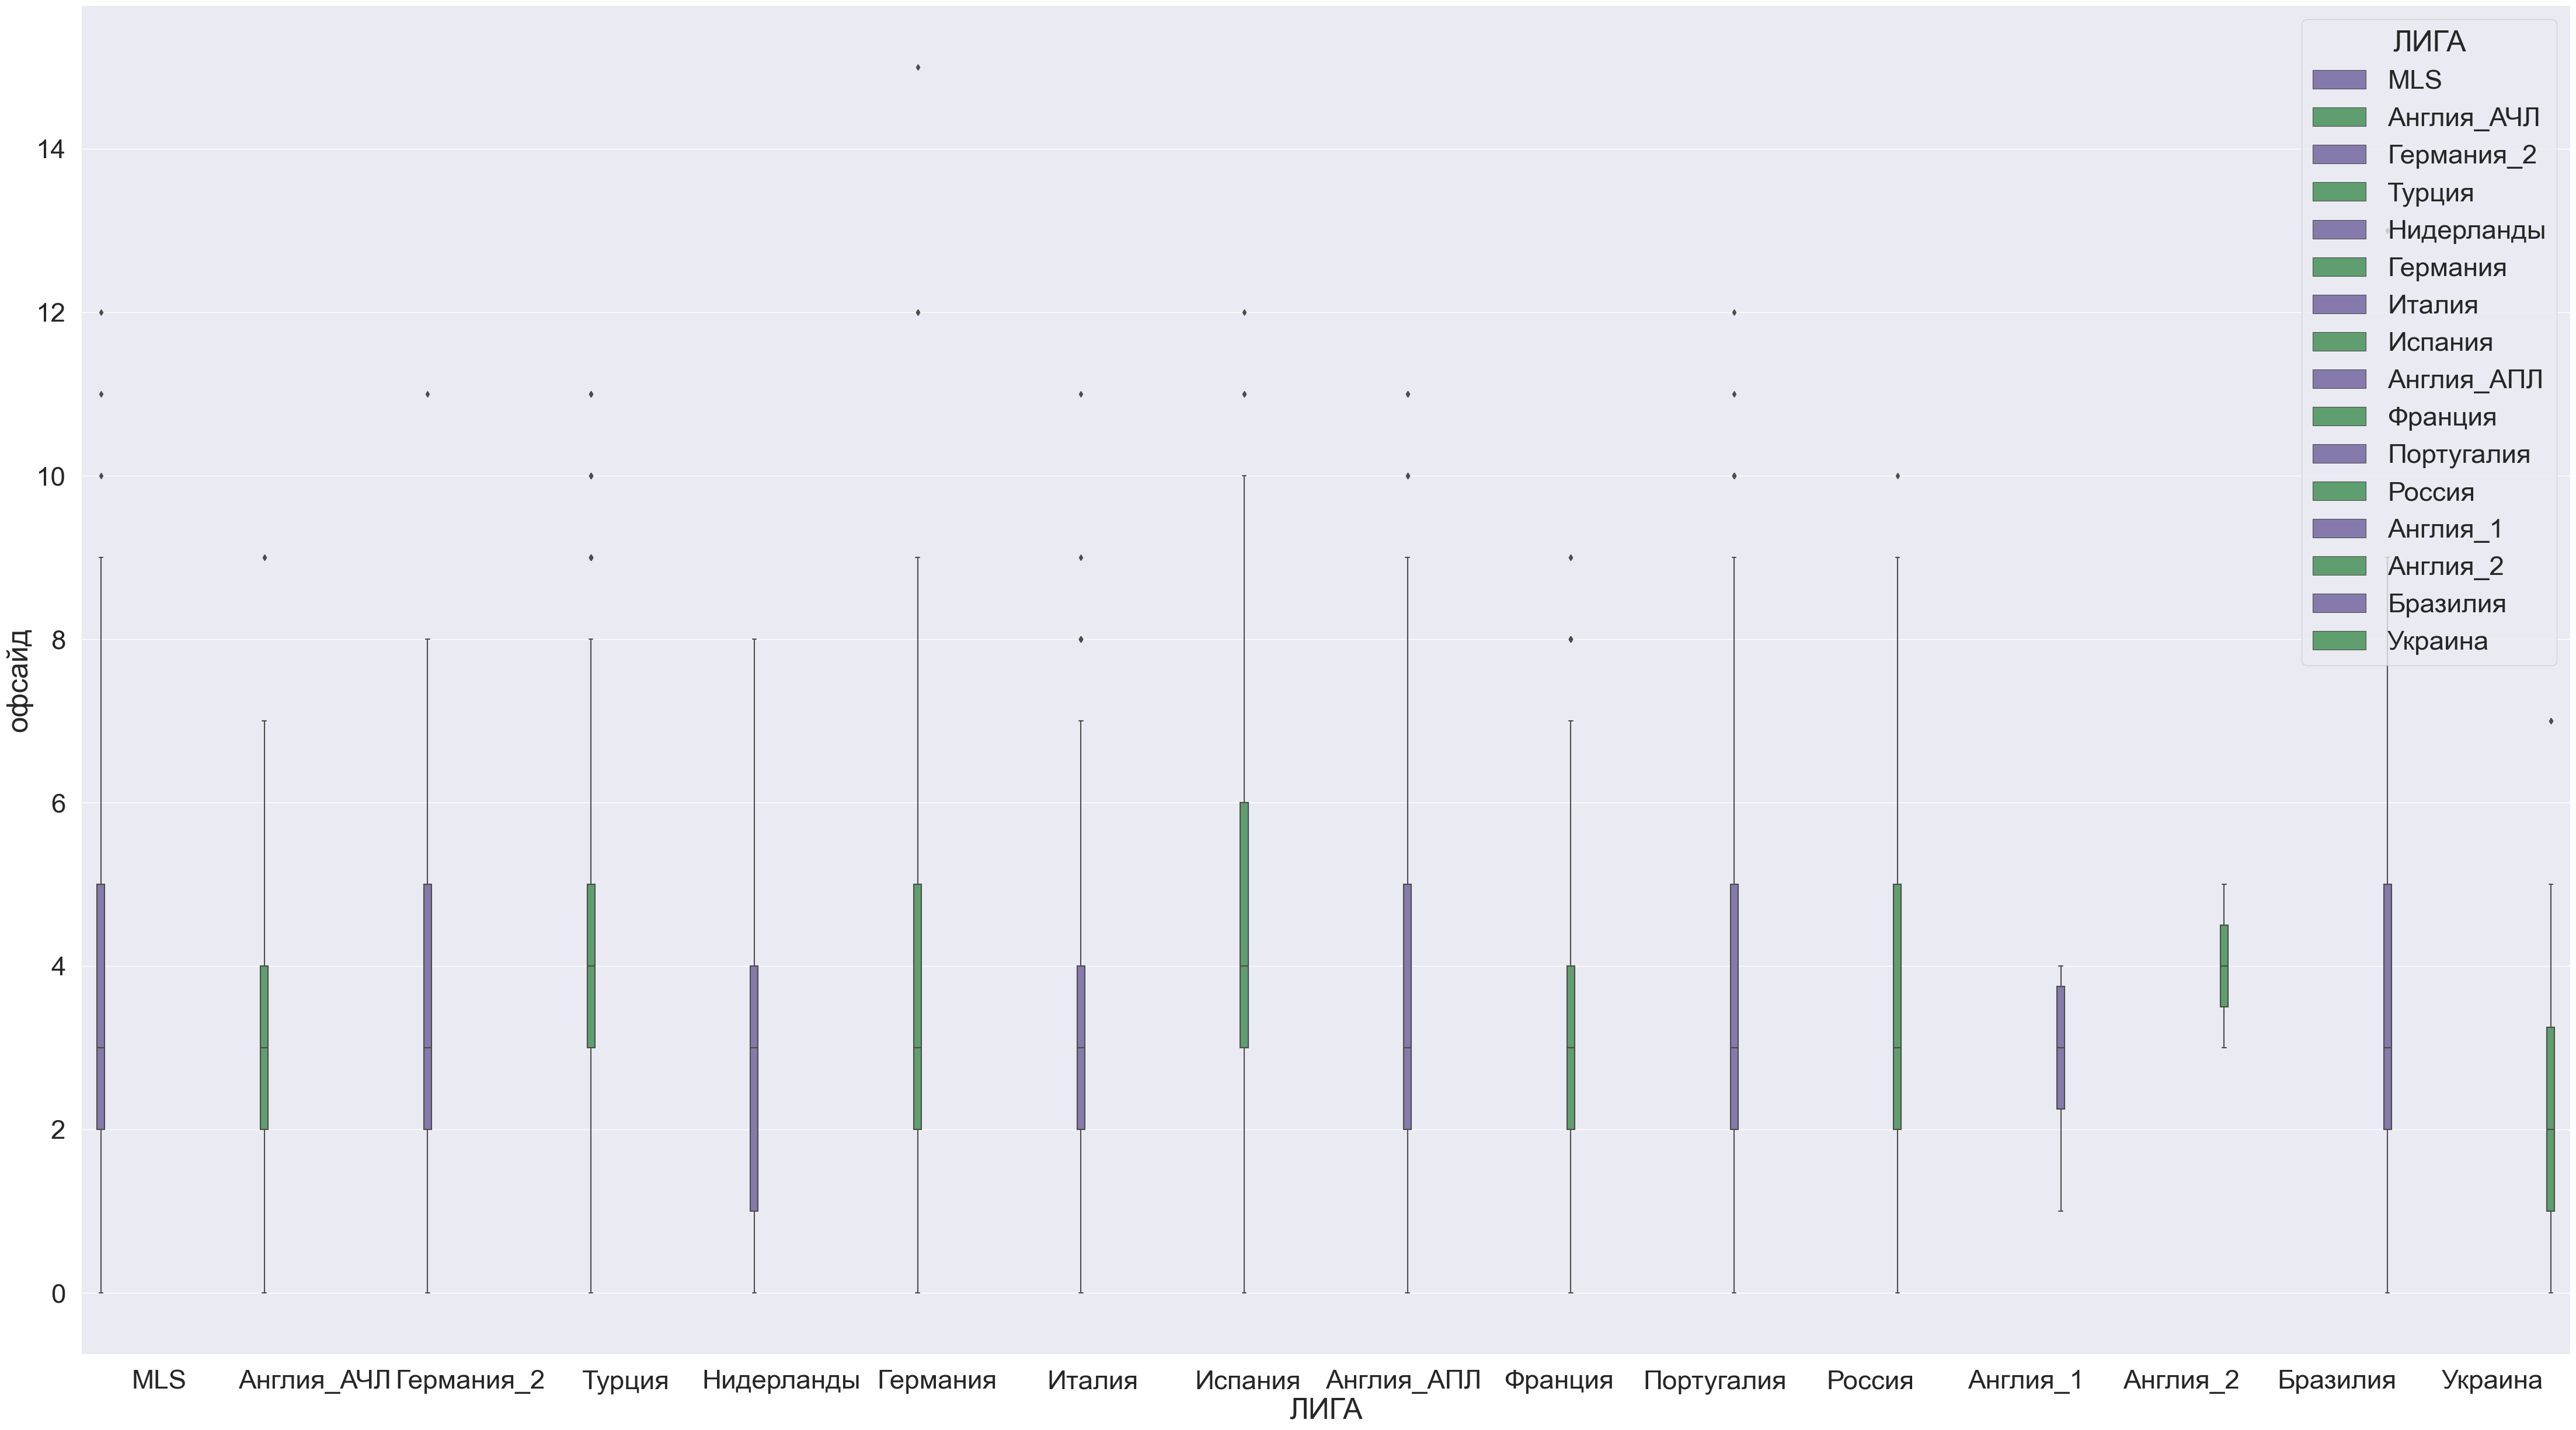 ЛИГА
MLS
Англия_АЧЛ
Германия_2
Турция
Нидерланды
Германия
Италия
Испания
Англия_АПЛ
Франция
Португалия
Россия
Англия_1
Англия_2
Бразилия
Украина
14
12
10
8
6
4
2
0
офсайд
MLS Англия_АЧЛ Германия_2 Турция Нидерланды Германия Италия Испания Англия_АПЛ Франция Португалия Россия Англия_1 Англия_2 Бразилия Украина
ЛИГА